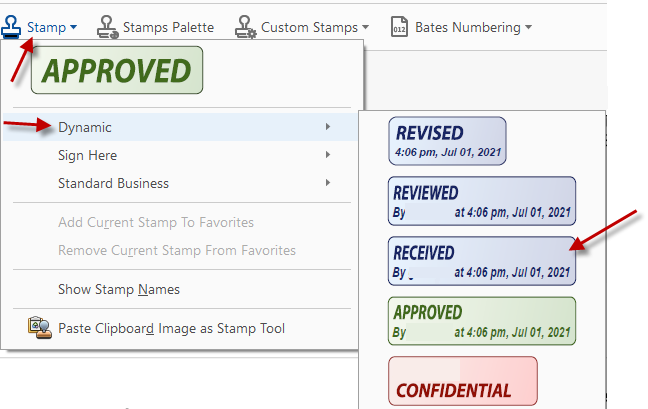 Stamp
Stamps Palette
Custom Stamps
012
Bates Numbering
APPROVED
Dynamic
Sign Here
Standard Business
Add Current Stamp To Favorites
Remove Current Stamp From Favorites
Show Stamp Names
Paste Clipboard Image as Stamp Tool
REVISED
4:06 pm, Jul 01, 2021
REVIEWED
By at 4:06 pm, Jul 01, 2021
RECEIVED
By at 4:06 pm, Jul 01, 2021
APPROVED
By at 4:06 pm, Jul 01, 2021
CONFIDENTIAL